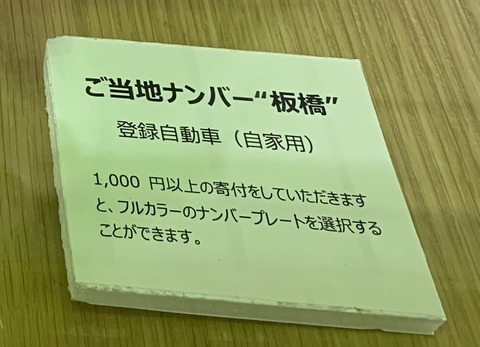 ご当地ナンバー“板橋”
登録自動車（自家用）
1,000 円以上の寄付をしていただきます
と、フルカラーのナンバープレートを選択する
ことができます。